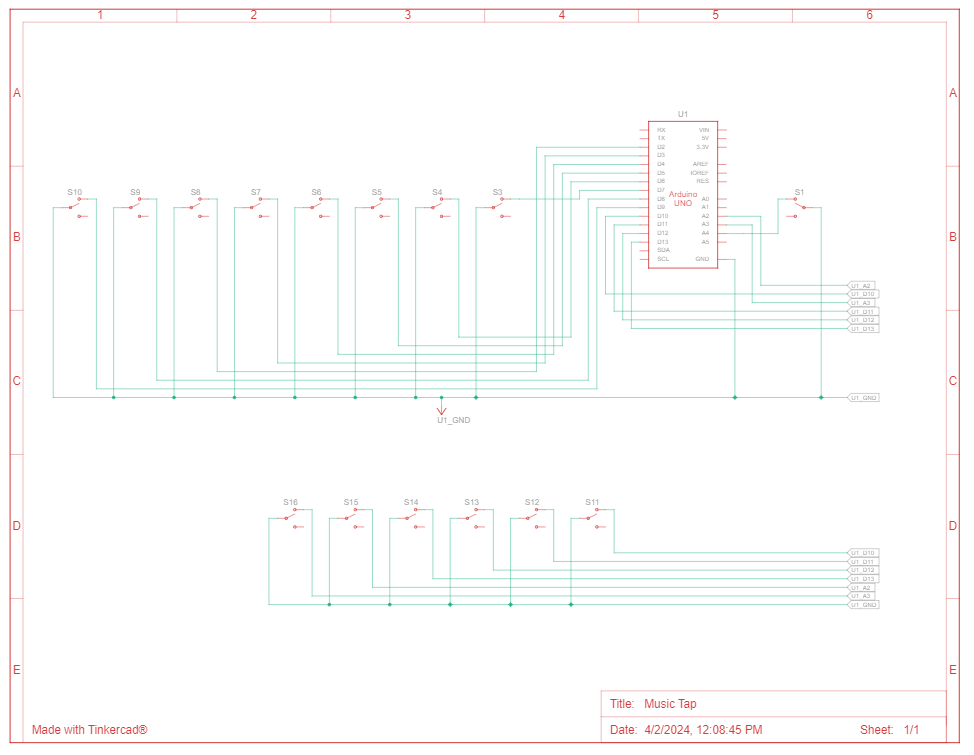 1 2 3 4 5 6
A A
U1
RX VIN
TX 5V
D2 3.3V
D3
D4 AREF
D5 IOREF
D6 RES
D7
Arduino
UNO
D8 A0
D9 A1
D10 A2
D11 A3
D12 A4
D13 A5
SDA
SCL GND
S10 S9 S8 S7 S6 S5 S4 S3 S1
B B
U1_A2
U1_D10
U1_A3
U1_D11
U1_D12
U1_D13
C C
U1_GND
U1_GND
S16 S15 S14 S13 S12 S11
D D
U1_D10
U1_D11
U1_D12
U1_D13
U1_A2
U1_A3
U1_GND
E E
Title: Music Tap
Made with Tinkercad®
Date: 4/2/2024, 12:08:45 PM Sheet: 1/1